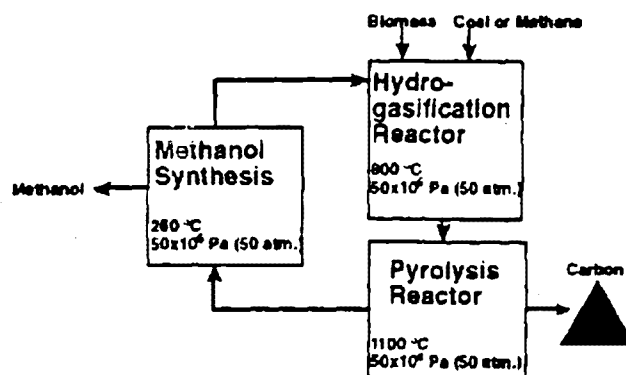 Biomass Coal or Methane
Hydro-
gasification
Reactor
800 °C
50x10⁵ Pa (50 atm.)
Methanol
Synthesis
260 °C
50x10⁵ Pa (50 atm.)
Methanol
Pyrolysis
Reactor
1100 °C
50x10⁵ Pa (50 atm.)
Carbon